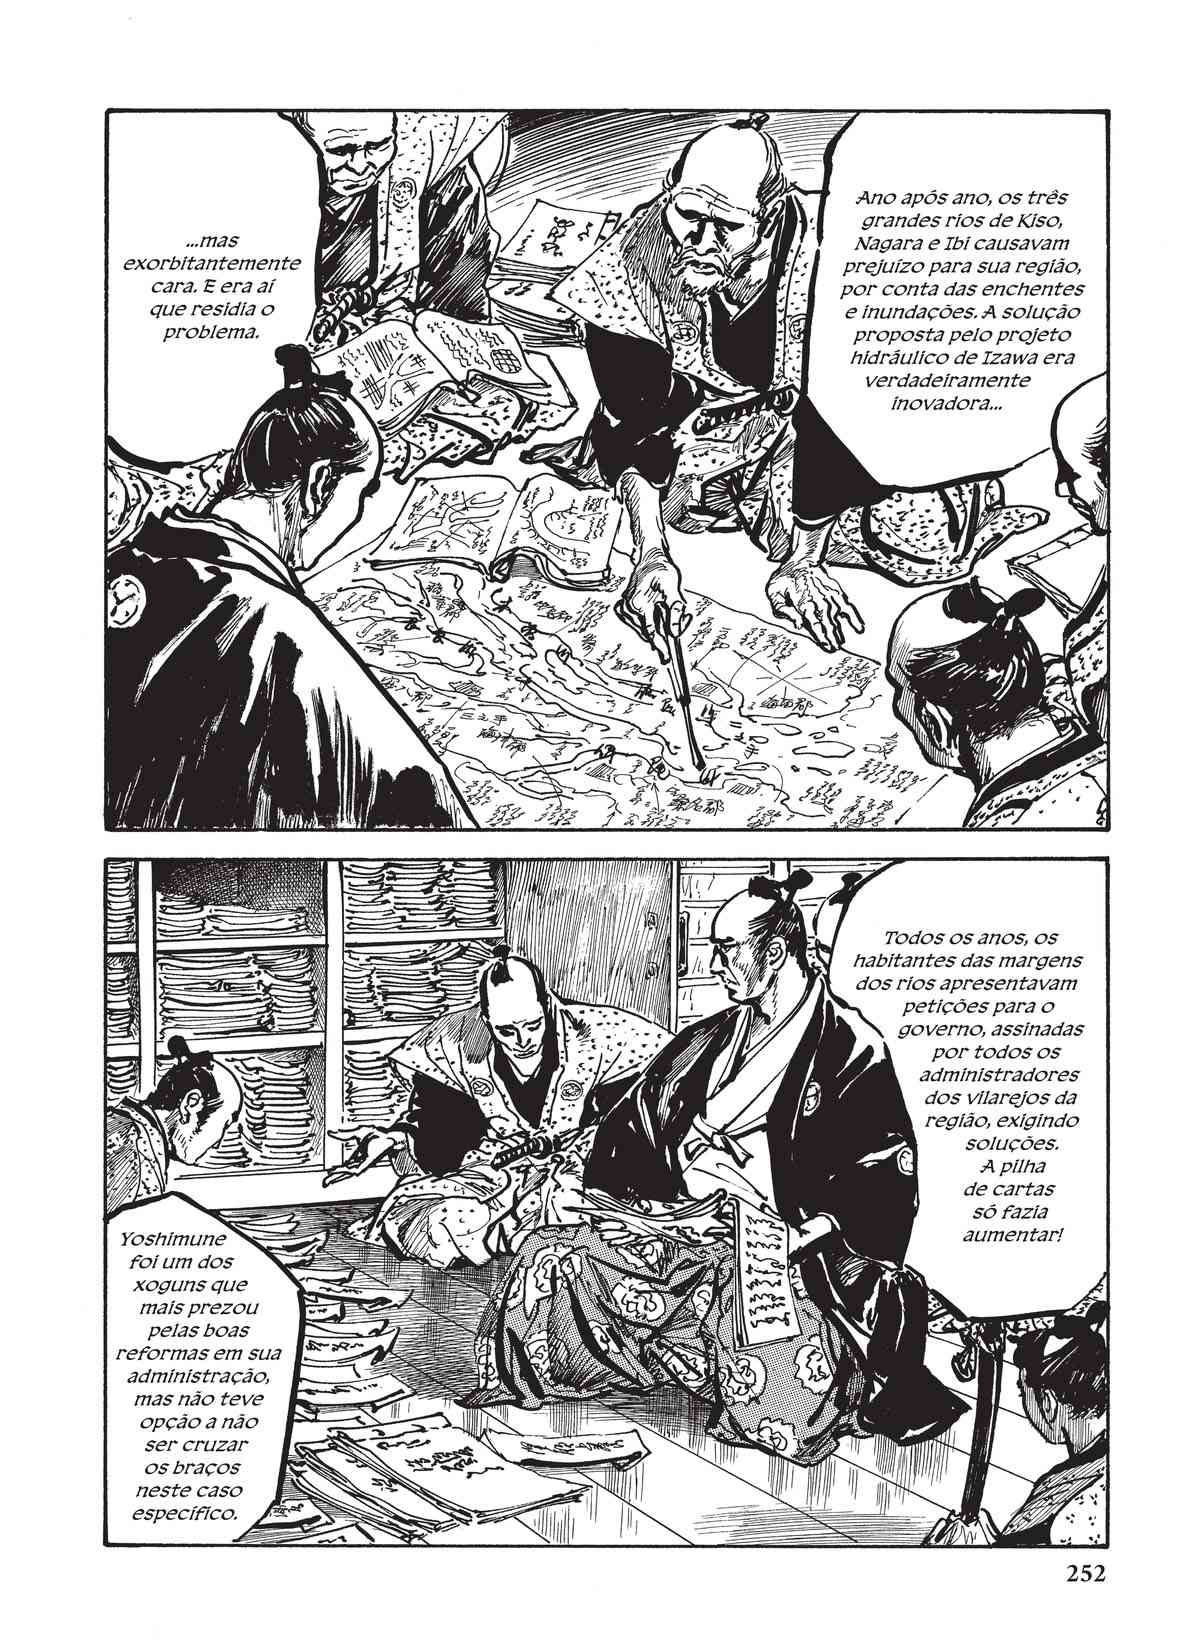 Ano após ano, os três
grandes rios de Kiso,
Nagara e Ibi causavam
prejuízo para sua região,
por conta das enchentes
e inundações. A solução
proposta pelo projeto
hidráulico de Izawa era
verdadeiramente
inovadora...
...mas
exorbitantemente
cara. E era aí
que residia o
problema.
Todos os anos, os
habitantes das margens
dos rios apresentavam
petições para o
governo, assinadas
por todos os
administradores
dos vilarejos da
região, exigindo
soluções.
A pilha
de cartas
só fazia
aumentar!
Yoshimune
foi um dos
xoguns que
mais prezou
pelas boas
reformas em sua
administração,
mas não teve
opção a não
ser cruzar
os braços
neste caso
específico.
252